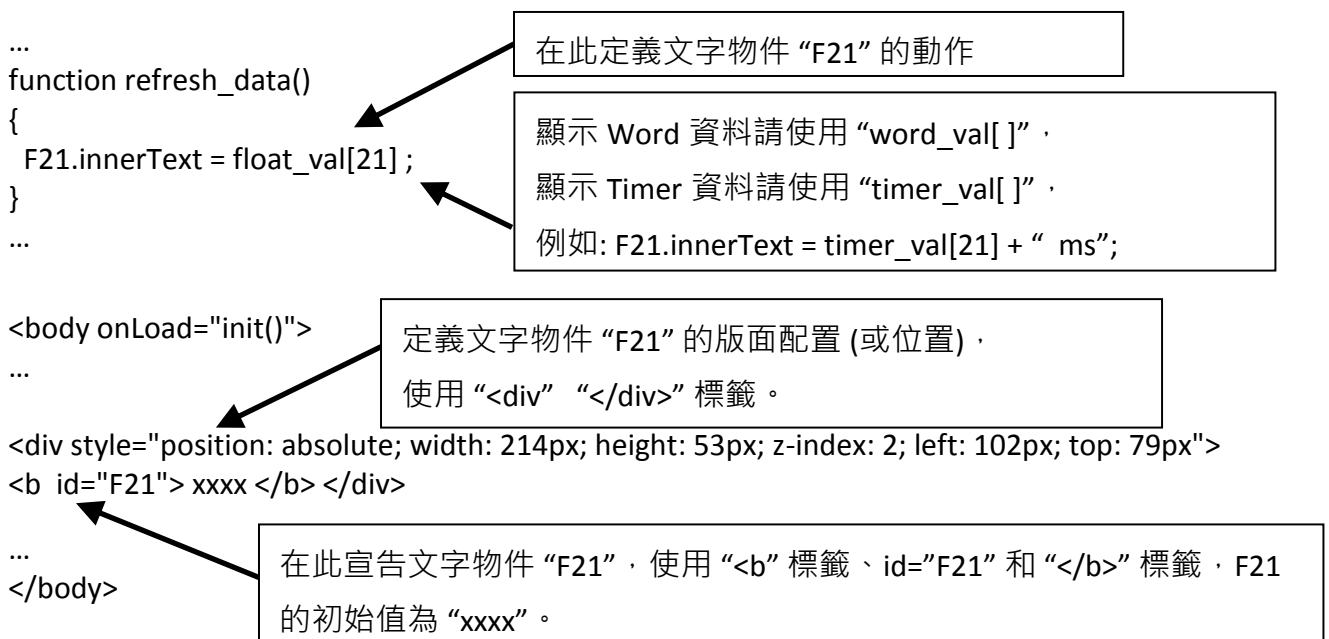 ...
在此定義文字物件 “F21” 的動作
function refresh_data()
{
顯示 Word 資料請使用 “word_val[ ]”，
F21.innerText = float_val[21] ;
顯示 Timer 資料請使用 “timer_val[ ]”，
}
...
例如: F21.innerText = timer_val[21] + “ ms”;
<body onLoad="init()">
定義文字物件 “F21” 的版面配置 (或位置)，
...
使用 “<div” “</div>” 標籤。
<div style="position: absolute; width: 214px; height: 53px; z-index: 2; left: 102px; top: 79px">
<b id="F21"> xxxx </b> </div>
...
在此宣告文字物件 “F21”，使用 “<b” 標籤、id="F21" 和 “</b>” 標籤，F21
</body>
的初始值為 “xxxx”。